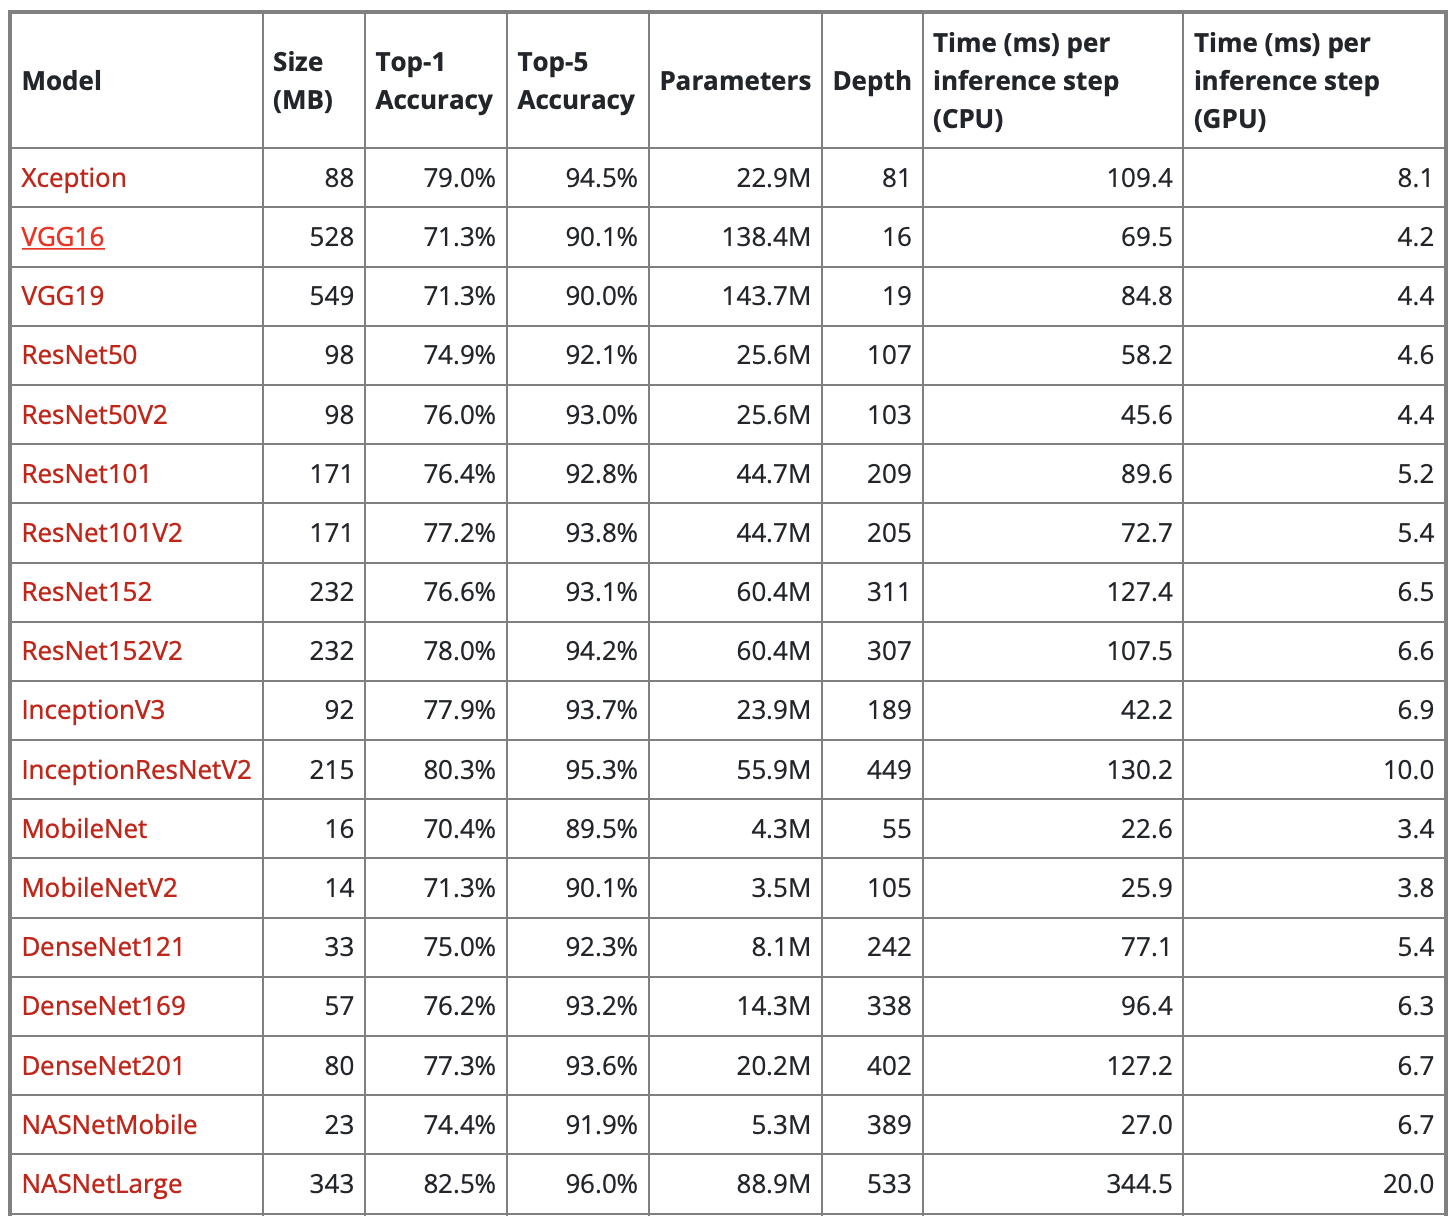 Model Size (MB) Top-1 Accuracy Top-5 Accuracy Parameters Depth Time (ms) per inference step (CPU) Time (ms) per inference step (GPU)
Xception 88 79.0% 94.5% 22.9M 81 109.4 8.1
VGG16 528 71.3% 90.1% 138.4M 16 69.5 4.2
VGG19 549 71.3% 90.0% 143.7M 19 84.8 4.4
ResNet50 98 74.9% 92.1% 25.6M 107 58.2 4.6
ResNet50V2 98 76.0% 93.0% 25.6M 103 45.6 4.4
ResNet101 171 76.4% 92.8% 44.7M 209 89.6 5.2
ResNet101V2 171 77.2% 93.8% 44.7M 205 72.7 5.4
ResNet152 232 76.6% 93.1% 60.4M 311 127.4 6.5
ResNet152V2 232 78.0% 94.2% 60.4M 307 107.5 6.6
InceptionV3 92 77.9% 93.7% 23.9M 189 42.2 6.9
InceptionResNetV2 215 80.3% 95.3% 55.9M 449 130.2 10.0
MobileNet 16 70.4% 89.5% 4.3M 55 22.6 3.4
MobileNetV2 14 71.3% 90.1% 3.5M 105 25.9 3.8
DenseNet121 33 75.0% 92.3% 8.1M 242 77.1 5.4
DenseNet169 57 76.2% 93.2% 14.3M 338 96.4 6.3
DenseNet201 80 77.3% 93.6% 20.2M 402 127.2 6.7
NASNetMobile 23 74.4% 91.9% 5.3M 389 27.0 6.7
NASNetLarge 343 82.5% 96.0% 88.9M 533 344.5 20.0